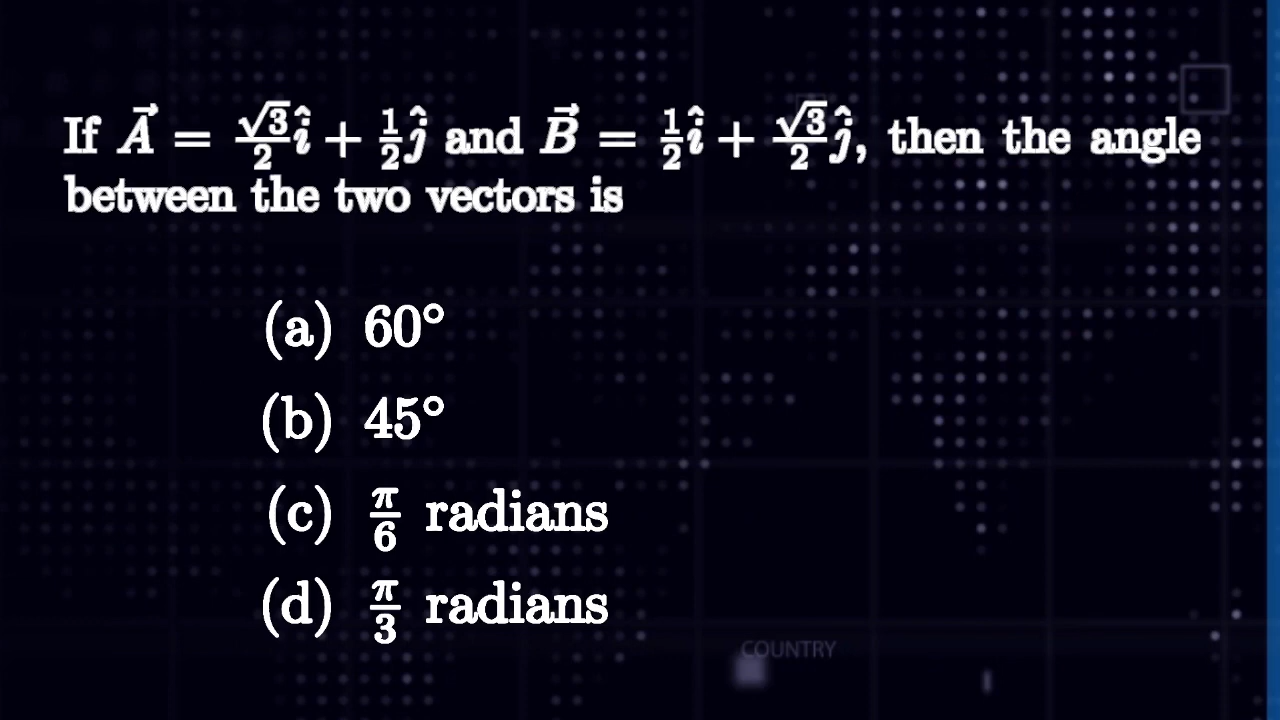 If $\vec{A} = \frac{\sqrt{3}}{2}\hat{i} + \frac{1}{2}\hat{j}$ and $\vec{B} = \frac{1}{2}\hat{i} + \frac{\sqrt{3}}{2}\hat{j}$, then the angle
between the two vectors is
(a) 60°
(b) 45°
(c) $\frac{\pi}{6}$ radians
(d) $\frac{\pi}{3}$ radians
COUNTRY